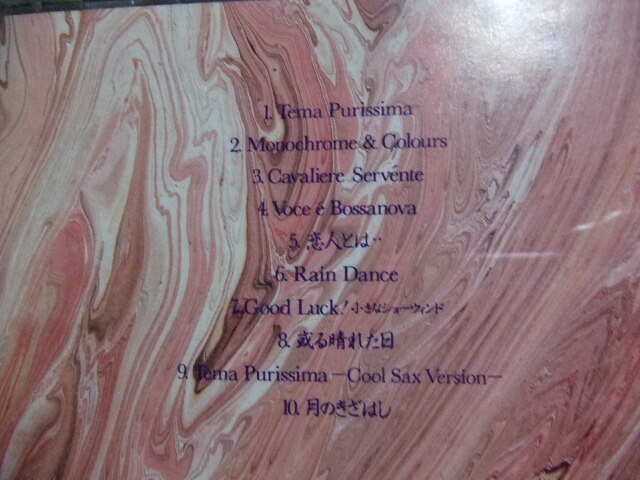 1. Tema Purissima
2. Monochrome & Colours
3. Cavaliere Servénte
4. Voce é Bossanova
5.恋人とは‥
6. Rain Dance
7. Good Luck! 小さなショーウィンド
8. 或る晴れた日
9. Tema Purissima —Cool Sax Version—
10. 月のきざはし